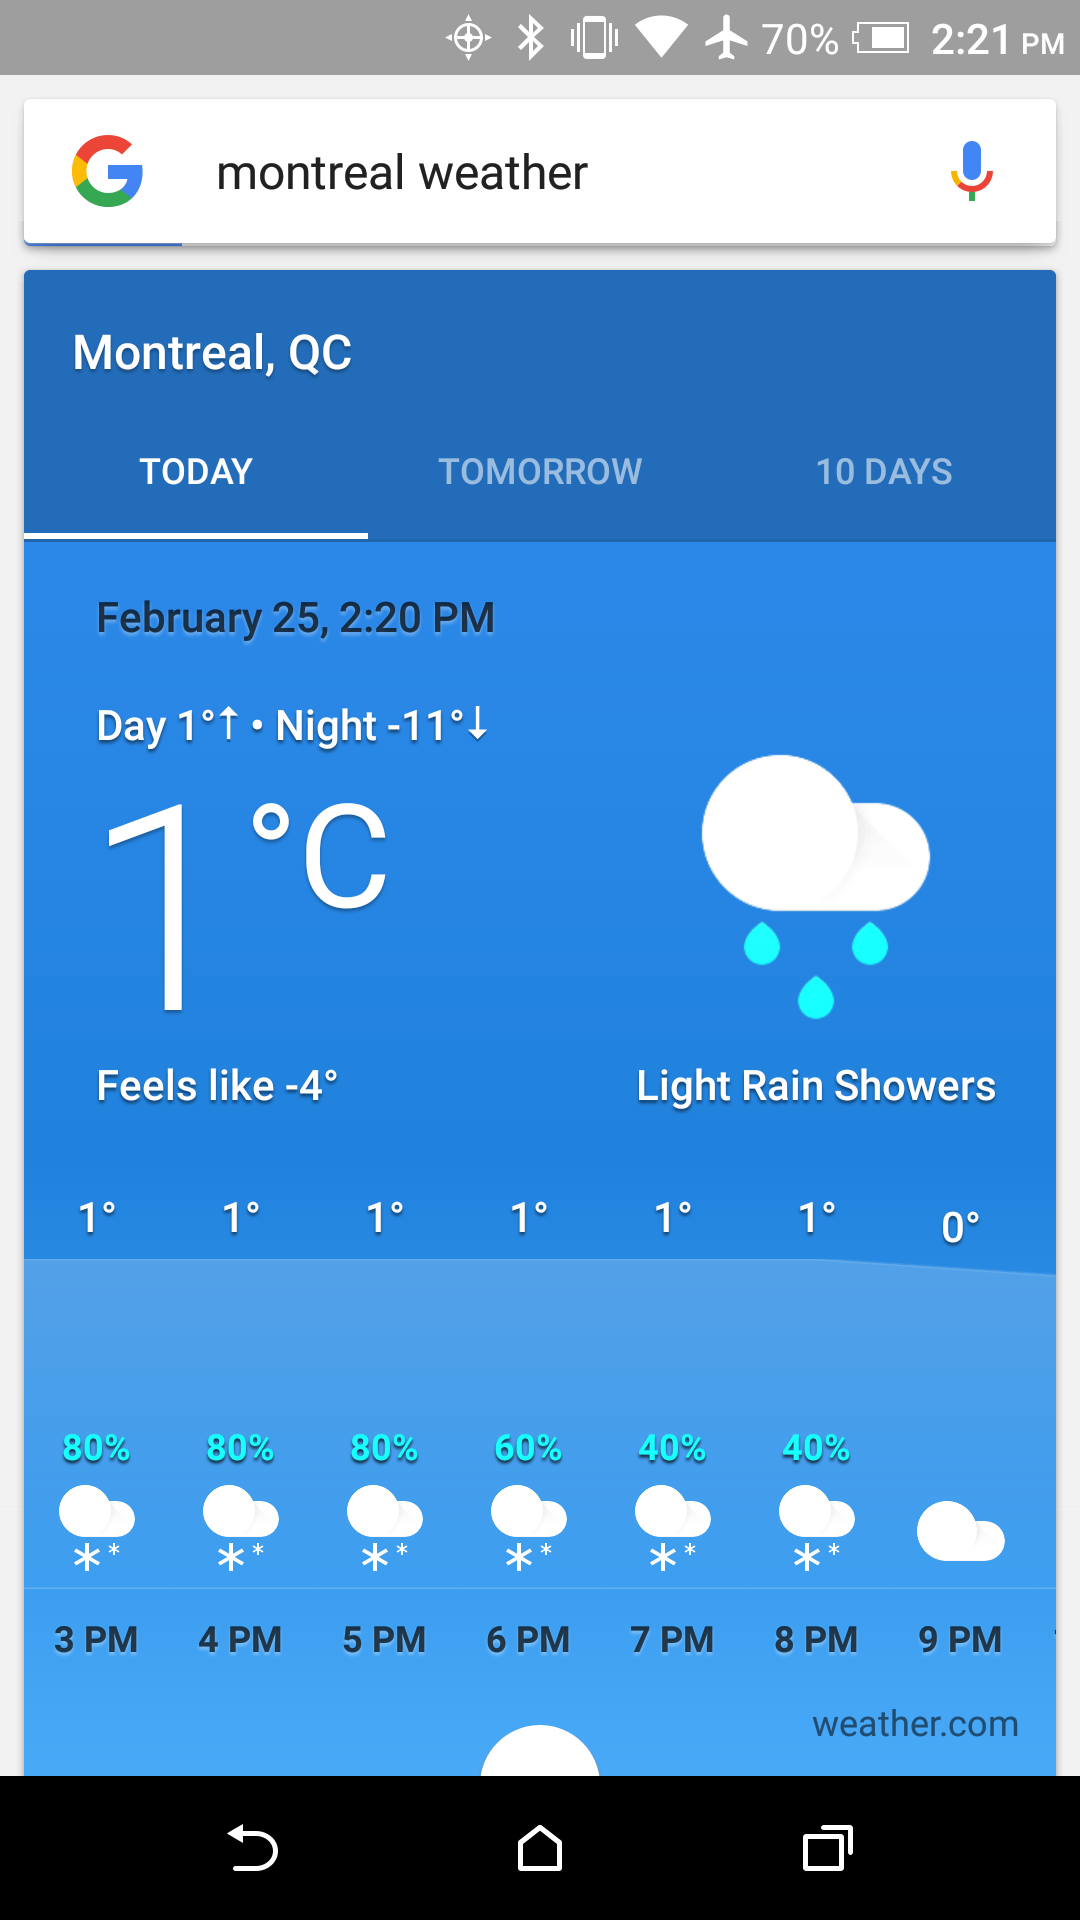 70% 2:21 PM
montreal weather
Montreal, QC
TODAY TOMORROW 10 DAYS
February 25, 2:20 PM
Day 1°↑ • Night -11°↓
1 °C
Feels like -4° Light Rain Showers
1° 1° 1° 1° 1° 1° 0°
80% 80% 80% 60% 40% 40%
3 PM 4 PM 5 PM 6 PM 7 PM 8 PM 9 PM
weather.com